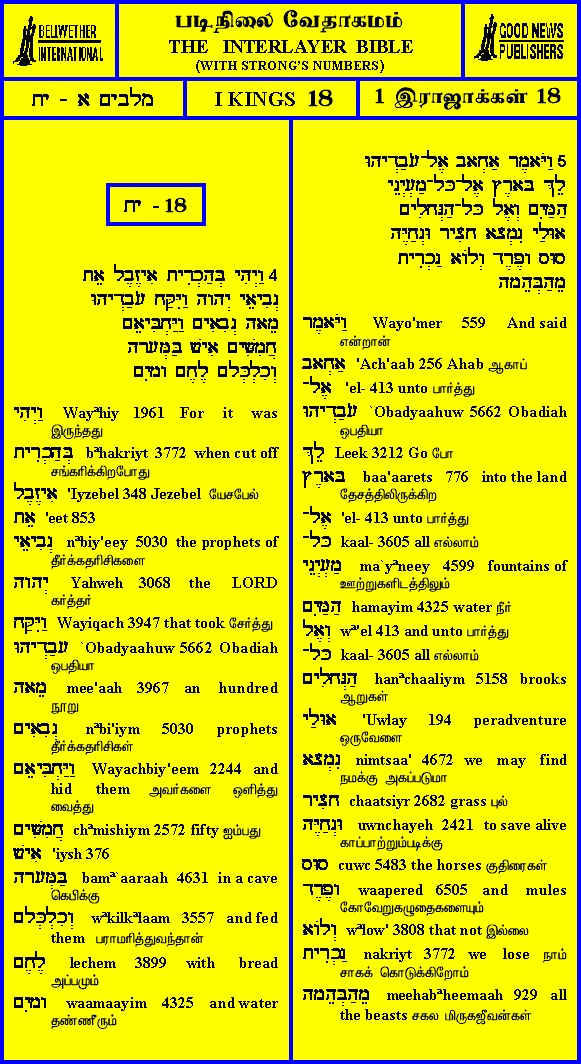 BELLWETHER
INTERNATIONAL
படிநிலை வேதாகமம்
THE INTERLAYER BIBLE
(WITH STRONG'S NUMBERS)
GOOD NEWS
PUBLISHERS
מלכים א - יח
I KINGS 18
1 இராஜாக்கள் 18
יח - 18
4 וַיְהִי בְּהַכְרִית אִיזֶבֶל אֵת
נְבִיאֵי יְהוָה וַיִּקַּח עֹבַדְיָהוּ
מֵאָה נְבִאִים וַיַּחְבִּיאֵם
חֲמִשִּׁים אִישׁ בַּמְּעָרָה
וְכִלְכְּלָם לֶחֶם וּמָיִם
וַיְהִי Wayᵃhiy 1961 For it was
இருந்தது
בְּהַכְרִית bᵃhakriyt 3772 when cut off
சங்கரிக்கிறபோது
אִיזֶבֶל 'Iyzebel 348 Jezebel யேசபேல்
אֵת 'eet 853
נְבִיאֵי nᵃbiy'eey 5030 the prophets of
தீர்க்கதரிசிகளை
יְהוָה Yahweh 3068 the LORD
கர்த்தர்
וַיִּקַּח Wayiqach 3947 that took சேர்த்து
עֹבַדְיָהוּ `Obadyaahuw 5662 Obadiah
ஒபதியா
מֵאָה mee'aah 3967 an hundred
நூறு
נְבִאִים nᵃbi'iym 5030 prophets
தீர்க்கதரிசிகள்
וַיַּחְבִּיאֵם Wayachbiy'eem 2244 and
hid them அவர்களை ஒளித்து
வைத்து
חֲמִשִּׁים chᵃmishiym 2572 fifty ஐம்பது
אִישׁ 'iysh 376
בַּמְּעָרָה bamᵃ`aaraah 4631 in a cave
கெபிக்கு
וְכִלְכְּלָם wᵃkilkᵃlaam 3557 and fed
them பராமரித்துவந்தான்
לֶחֶם lechem 3899 with bread
அப்பமும்
וּמָיִם waamaayim 4325 and water
தண்ணீரும்
5 וַיֹּאמֶר אַחְאָב אֶל־עֹבַדְיָהוּ
לֵךְ בָּאָרֶץ אֶל־כָּל־מַעְיְנֵי
הַמַּיִם וְאֶל כָּל־הַנְּחָלִים
אוּלַי נִמְצָא חָצִיר וּנְחַיֶּה
סוּס וָפֶרֶד וְלוֹא נַכְרִית
מֵהַבְּהֵמָה
וַיֹּאמֶר Wayo'mer 559 And said
என்றான்
אַחְאָב 'Ach'aab 256 Ahab ஆகாப்
אֶל־ 'el- 413 unto பார்த்து
עֹבַדְיָהוּ `Obadyaahuw 5662 Obadiah
ஒபதியா
לֵךְ Leek 3212 Go போ
בָּאָרֶץ baa'aarets 776 into the land
தேசத்திலிருக்கிற
אֶל־ 'el- 413 unto பார்த்து
כָּל־ kaal- 3605 all எல்லாம்
מַעְיְנֵי ma`yᵃneey 4599 fountains of
ஊற்றுகளிடத்திலும்
הַמַּיִם hamayim 4325 water நீர்
וְאֶל wᵃ'el 413 and unto பார்த்து
כָּל־ kaal- 3605 all எல்லாம்
הַנְּחָלִים hanᵃchaaliym 5158 brooks
ஆறுகள்
אוּלַי 'Uwlay 194 peradventure
ஒருவேளை
נִמְצָא nimtsaa' 4672 we may find
நமக்கு அகப்படுமா
חָצִיר chaatsiyr 2682 grass புல்
וּנְחַיֶּה uwnchayeh 2421 to save alive
காப்பாற்றும்படிக்கு
סוּס cuwc 5483 the horses குதிரைகள்
וָפֶרֶד waapered 6505 and mules
கோவேறுகழுதைகளையும்
וְלוֹא wᵃlow' 3808 that not இல்லை
נַכְרִית nakriyt 3772 we lose நாம்
சாகக் கொடுக்கிறோம்
מֵהַבְּהֵמָה meehabᵃheemaah 929 all
the beasts சகல மிருகஜீவன்கள்